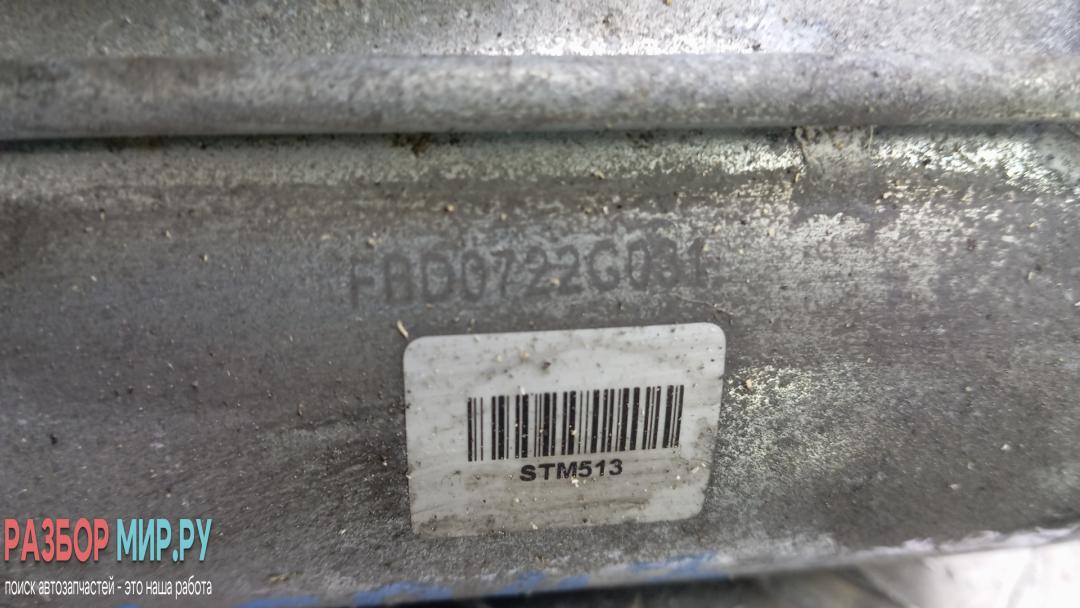 FBD0722G031
STM513
РАЗБОР МИР.РУ
поиск автозапчастей - это наша работа